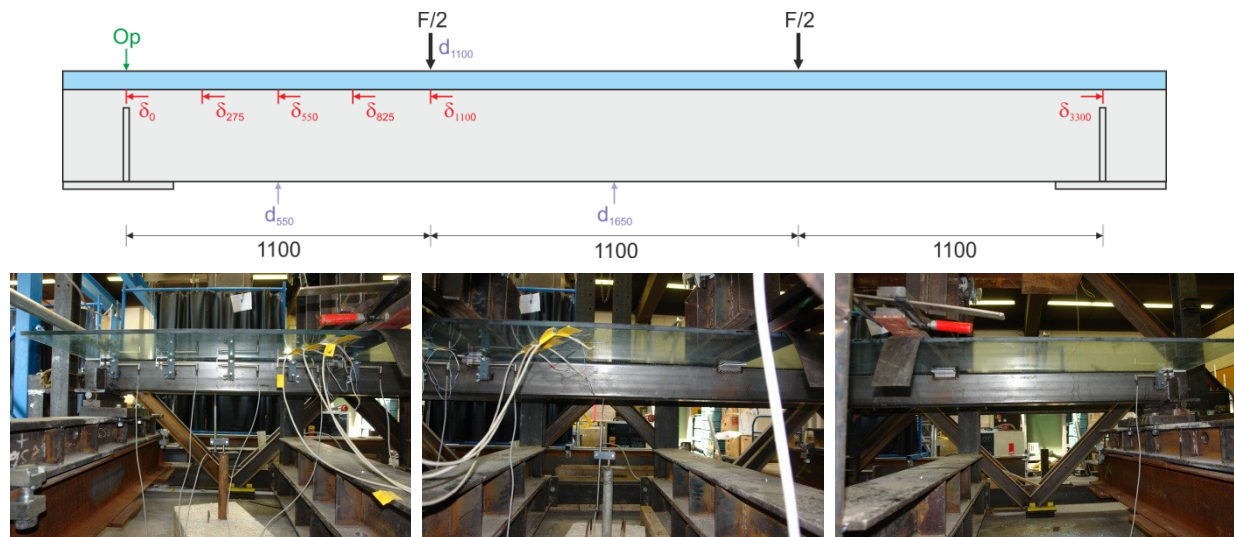 F/2
F/2
Op
d₁₁₀₀
δ₀
δ₂₇₅
δ₅₅₀
δ₈₂₅
δ₁₁₀₀
δ₃₃₀₀
d₅₅₀
d₁₆₅₀
1100
1100
1100